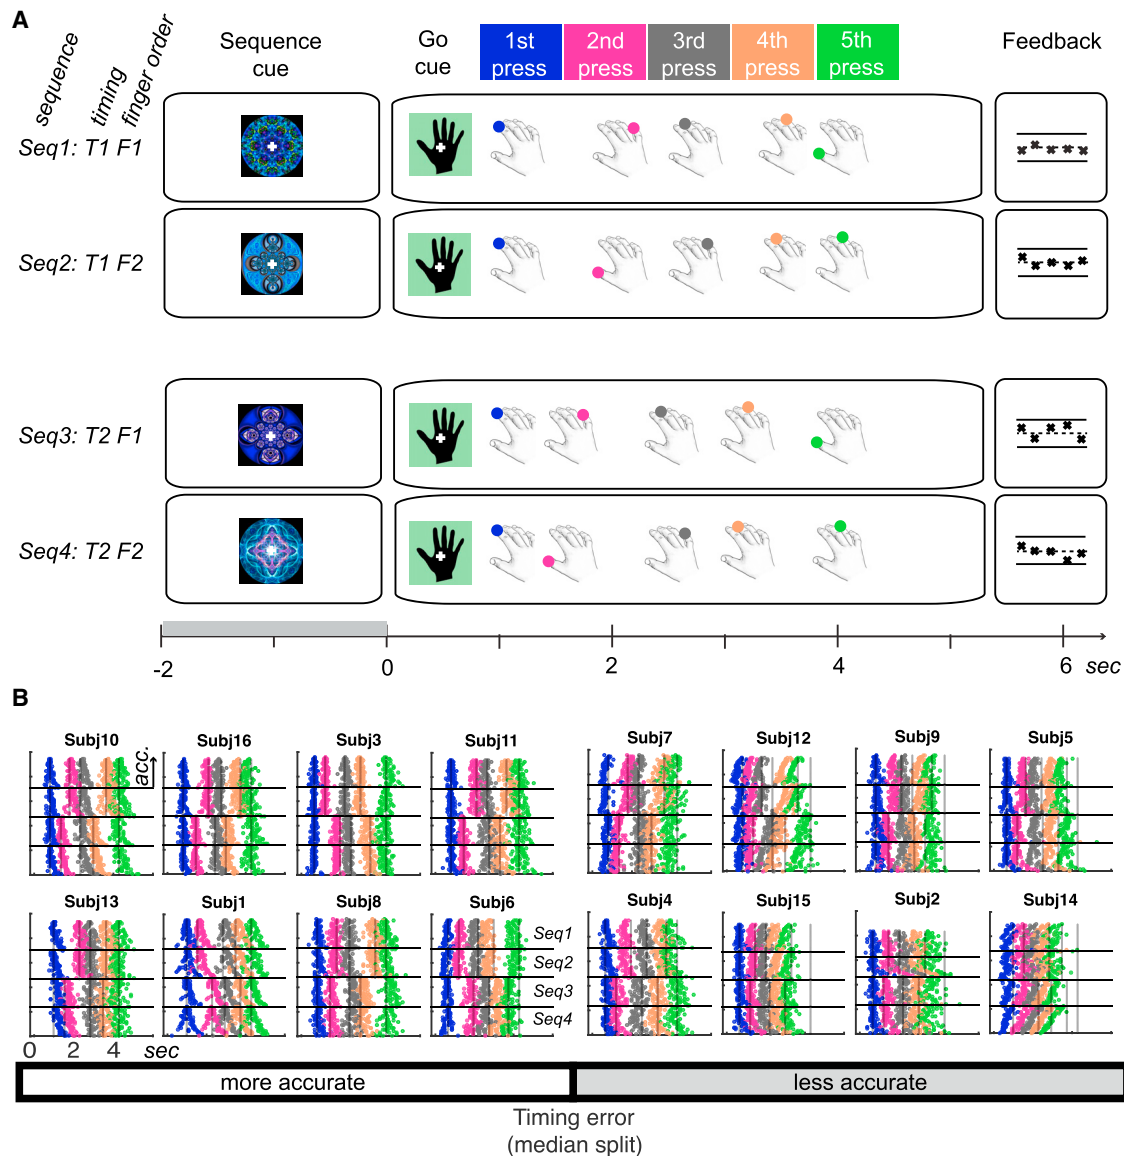 A
sequence
timing
finger order
Sequence
cue
Go
cue
1st
press
2nd
press
3rd
press
4th
press
5th
press
Feedback
Seq1: T1 F1
Seq2: T1 F2
Seq3: T2 F1
Seq4: T2 F2
-2 0 2 4 6 sec
B
Subj10 Subj16 Subj3 Subj11 Subj7 Subj12 Subj9 Subj5
acc.
Subj13 Subj1 Subj8 Subj6 Subj4 Subj15 Subj2 Subj14
Seq1
Seq2
Seq3
Seq4
0 2 4 sec
more accurate less accurate
Timing error
(median split)